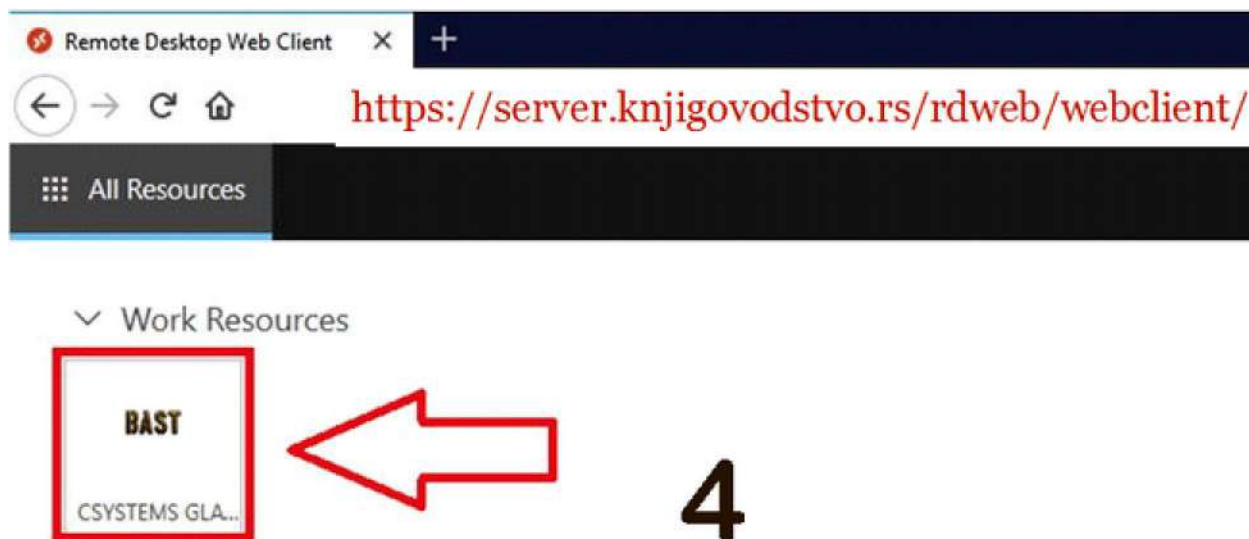 Remote Desktop Web Client
https://server.knjigovodstvo.rs/rdweb/webclient/
All Resources
Work Resources
BAST
CSYSTEMS GLA...
4